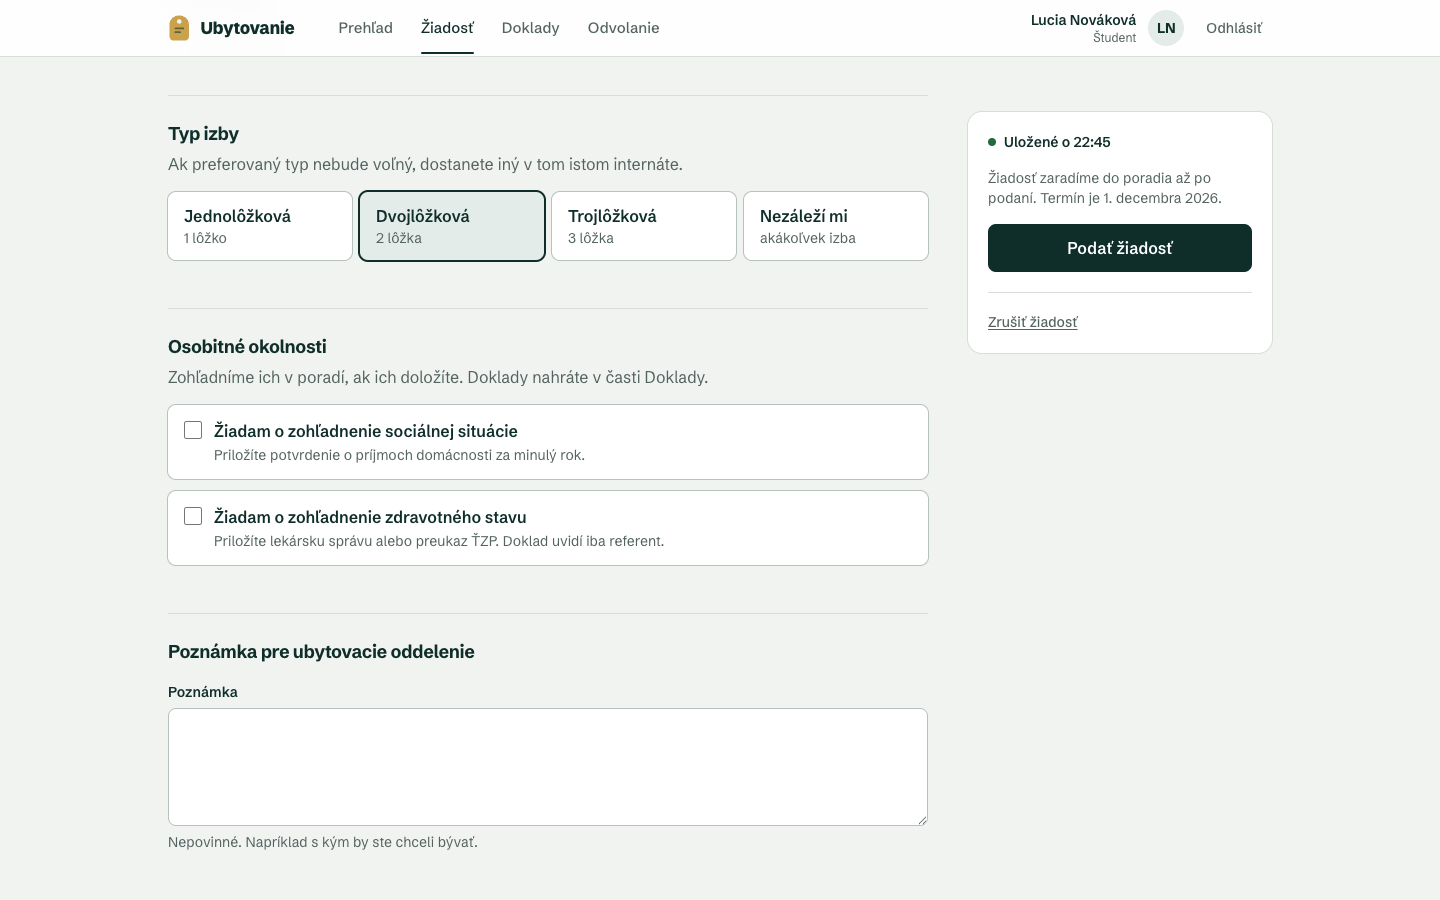 Ubytovanie
Prehľad
Žiadosť
Doklady
Odvolanie
Lucia Nováková
Študent
LN
Odhlásiť
Typ izby
Ak preferovaný typ nebude voľný, dostanete iný v tom istom internáte.
Jednolôžková
1 lôžko
Dvojlôžková
2 lôžka
Trojlôžková
3 lôžka
Nezáleží mi
akákoľvek izba
Osobitné okolnosti
Zohľadníme ich v poradí, ak ich doložíte. Doklady nahráte v časti Doklady.
Žiadam o zohľadnenie sociálnej situácie
Priložíte potvrdenie o príjmoch domácnosti za minulý rok.
Žiadam o zohľadnenie zdravotného stavu
Priložíte lekársku správu alebo preukaz ŤZP. Doklad uvidí iba referent.
Poznámka pre ubytovacie oddelenie
Poznámka
Nepovinné. Napríklad s kým by ste chceli bývať.
Uložené o 22:45
Žiadosť zaradíme do poradia až po
podaní. Termín je 1. decembra 2026.
Podať žiadosť
Zrušiť žiadosť